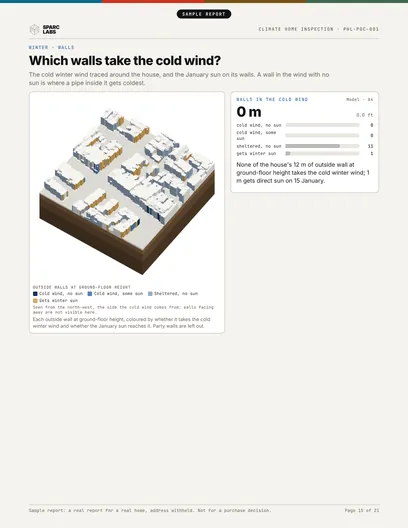 SAMPLE REPORT
SPARC
LABS
CLIMATE HOME INSPECTION · PHL-POC-001
WINTER · WALLS
Which walls take the cold wind?
The cold winter wind traced around the house, and the January sun on its walls. A wall in the wind with no
sun is where a pipe inside it gets coldest.
OUTSIDE WALLS AT GROUND-FLOOR HEIGHT
Cold wind, no sun
Cold wind, some sun
Sheltered, no sun
Gets winter sun
Seen from the north-west, the side the cold wind comes from; walls facing
away are not visible here.
Each outside wall at ground-floor height, coloured by whether it takes the cold
wind and whether the January sun reached it. Party walls are left out.
WALLS IN THE COLD WIND
Model ·
0 m
0.0 ft
cold wind, no sun 0
cold wind, some
sun 0
sheltered, no sun 11
gets winter sun 1
None of the house's 12 m of outside wall at
ground-floor height takes the cold winter wind; 1
m gets direct sun on 15 January.
Sample report: a real report for a real home, address withheld. Not for a purchase decision.
Page 15 of 21